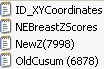 ID_XYCoordinates
NEBreastZScores
NewZ(7998)
OldCusum (6878)